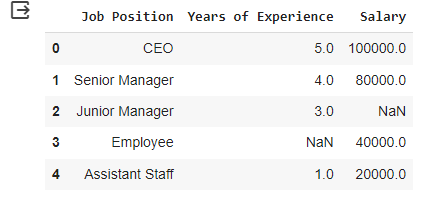 Job Position Years of Experience Salary
0 CEO 5.0 100000.0
1 Senior Manager 4.0 80000.0
2 Junior Manager 3.0 NaN
3 Employee NaN 40000.0
4 Assistant Staff 1.0 20000.0